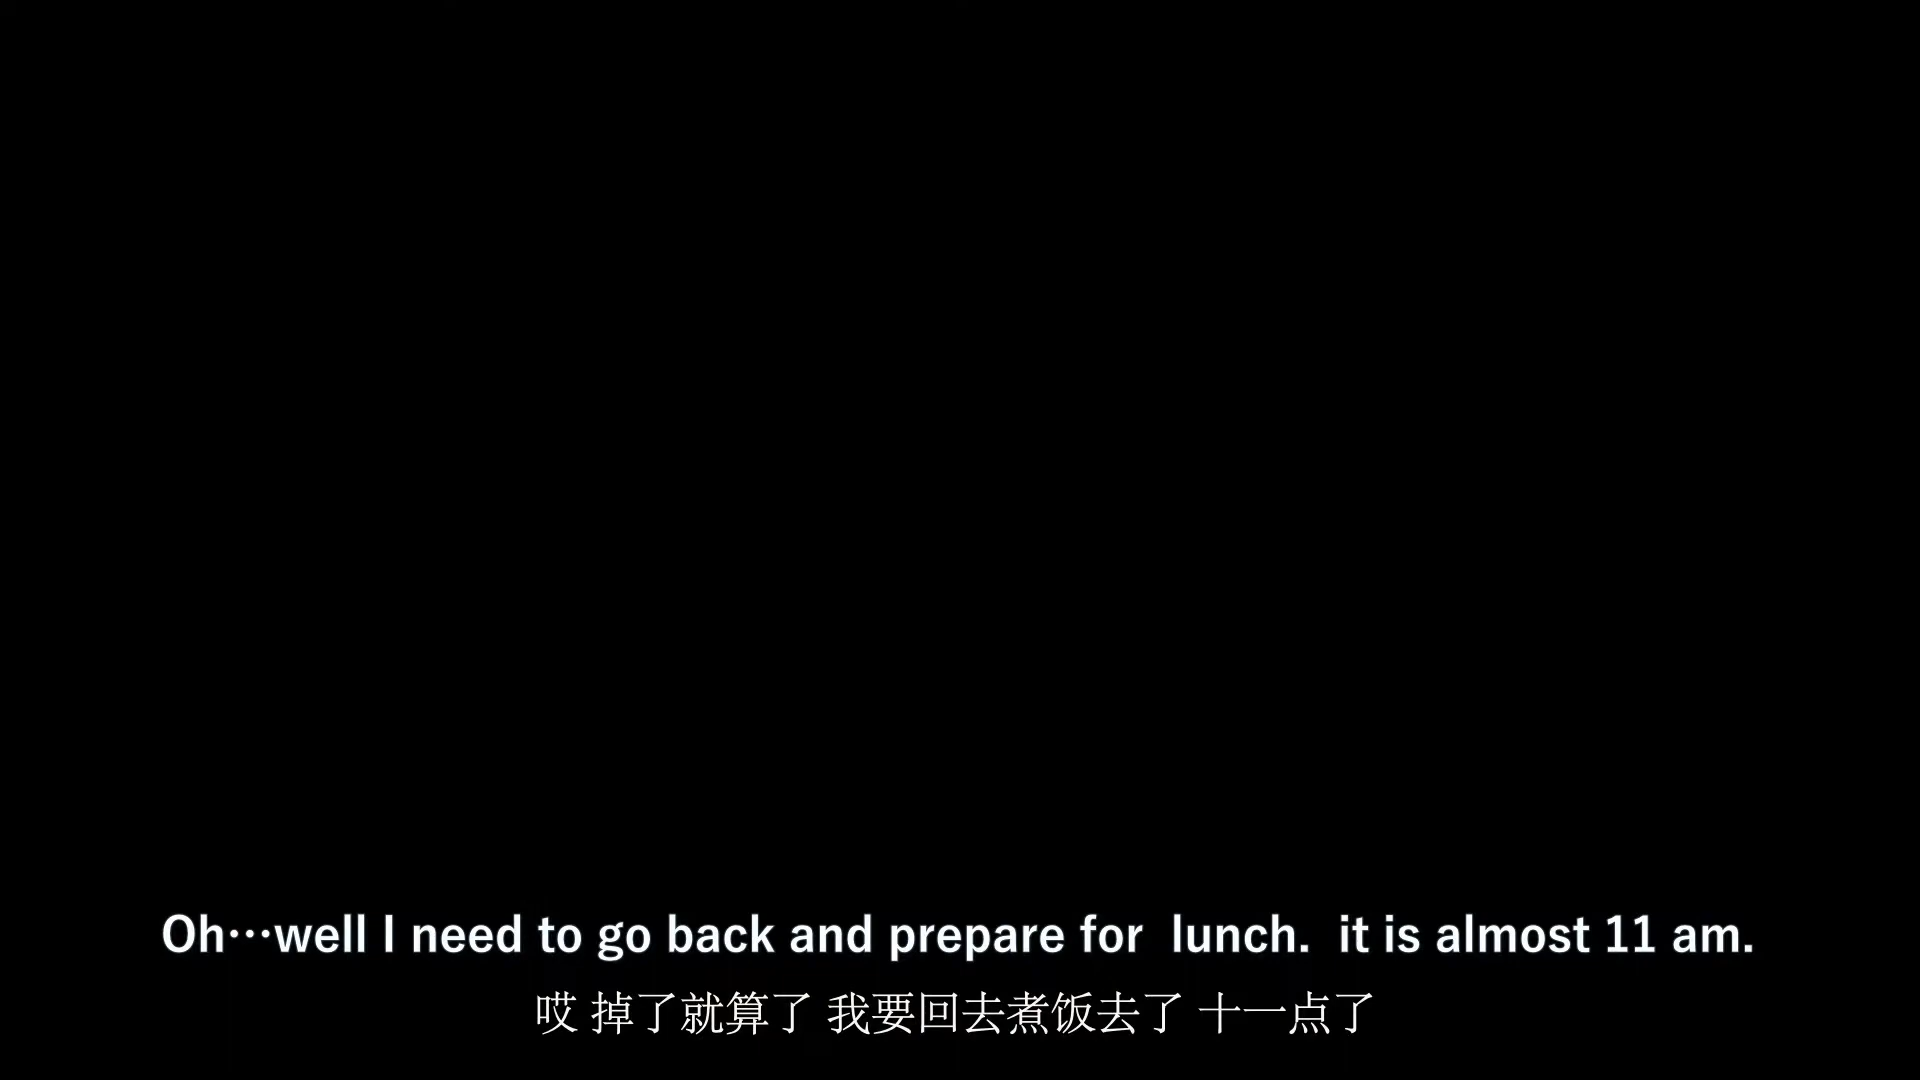 Oh…well I need to go back and prepare for  lunch.  it is almost 11 am.
哎 掉了就算了 我要回去煮饭去了 十一点了